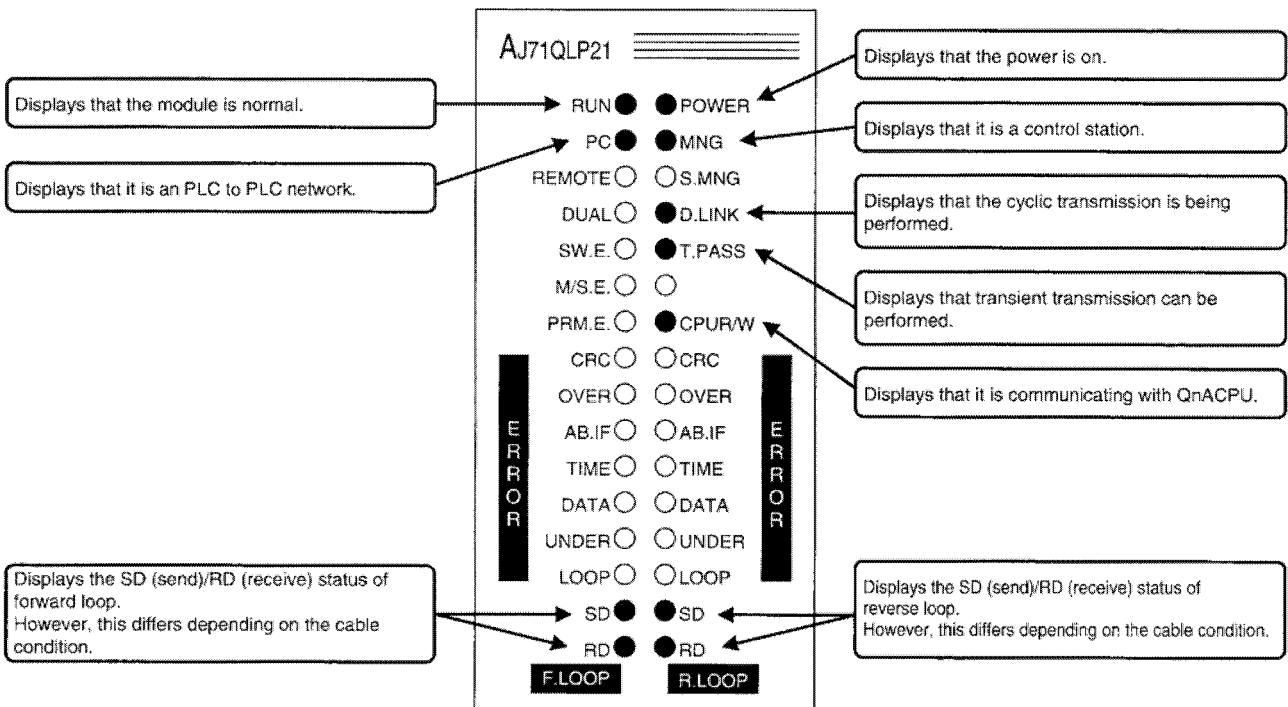 AJ71QLP21
Displays that the module is normal.
Displays that it is an PLC to PLC network.
Displays the SD (send)/RD (receive) status of
forward loop.
However, this differs depending on the cable
condition.
RUN POWER
PC MNG
REMOTE S.MNG
DUAL D.LINK
SW.E. T.PASS
M/S.E.
PRM.E. CPUR/W
CRC CRC
OVER OVER
AB.IF AB.IF
TIME TIME
DATA DATA
UNDER UNDER
LOOP LOOP
SD SD
RD RD
ERROR
ERROR
F.LOOP R.LOOP
Displays that the power is on.
Displays that it is a control station.
Displays that the cyclic transmission is being
performed.
Displays that transient transmission can be
performed.
Displays that it is communicating with QnACPU.
Displays the SD (send)/RD (receive) status of
reverse loop.
However, this differs depending on the cable condition.